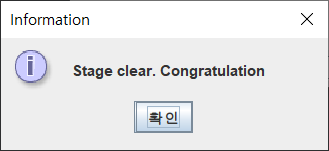 Information
Stage clear. Congratulation
확인